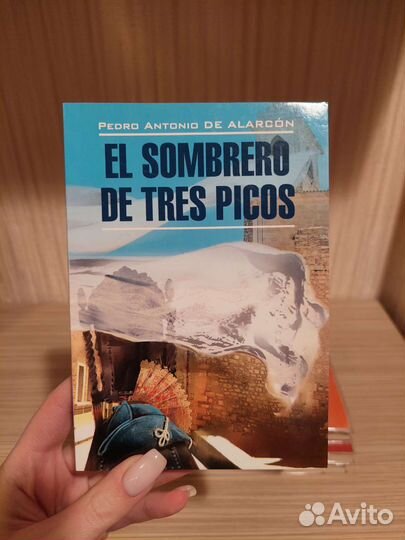 PEDRO ANTONIO DE ALARCÓN
EL SOMBRERO
DE TRES PICOS
Avito